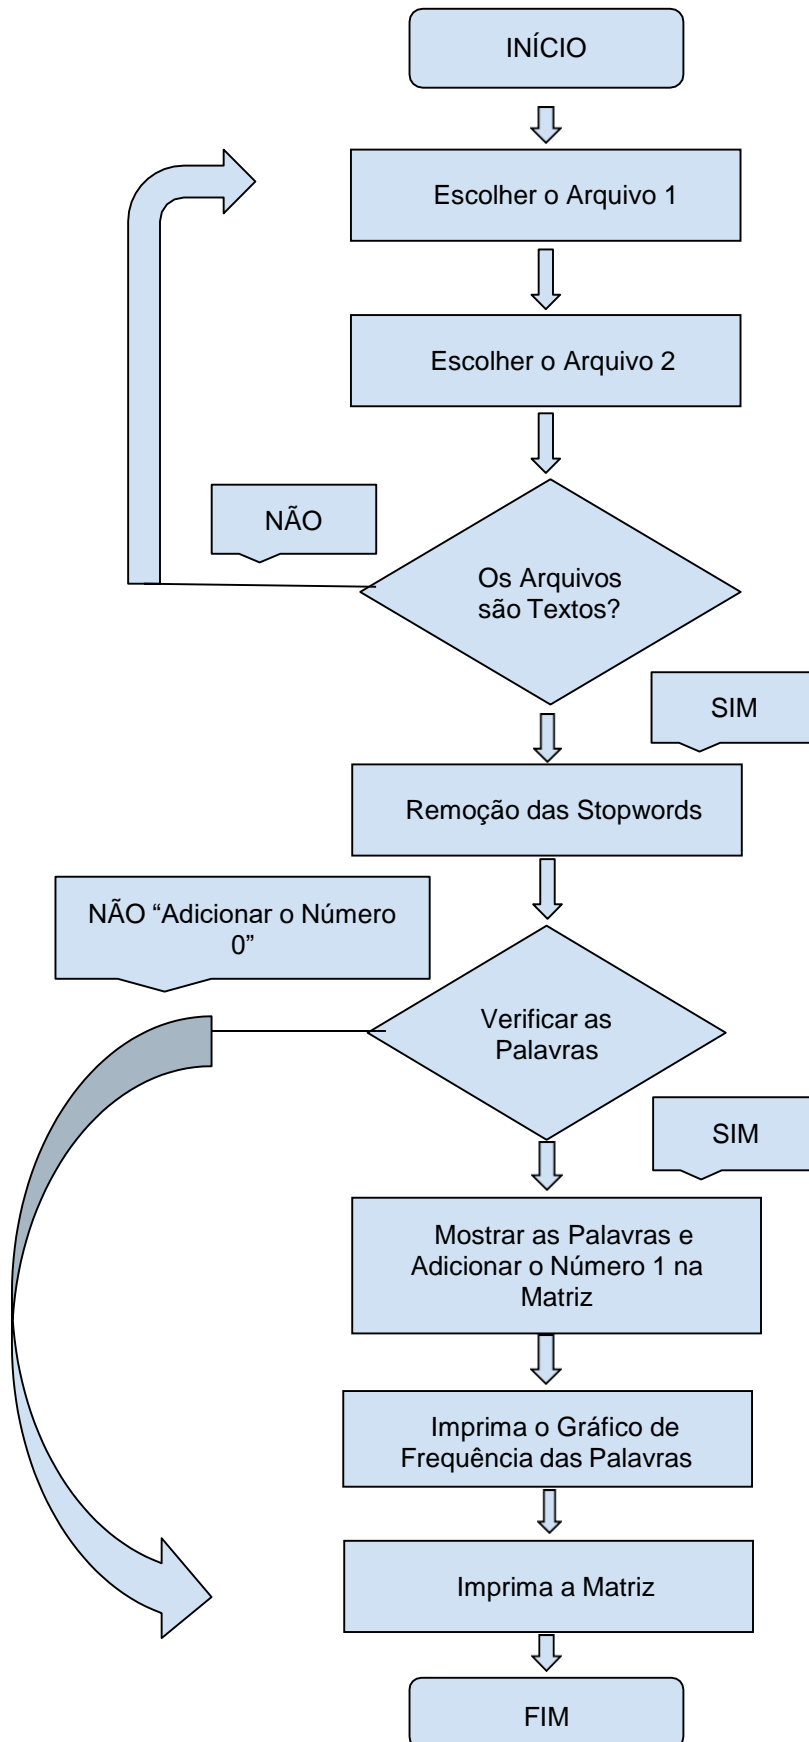 INÍCIO
Escolher o Arquivo 1
Escolher o Arquivo 2
NÃO
Os Arquivos
são Textos?
SIM
Remoção das Stopwords
NÃO “Adicionar o Número
0”
Verificar as
Palavras
SIM
Mostrar as Palavras e
Adicionar o Número 1 na
Matriz
Imprima o Gráfico de
Frequência das Palavras
Imprima a Matriz
FIM